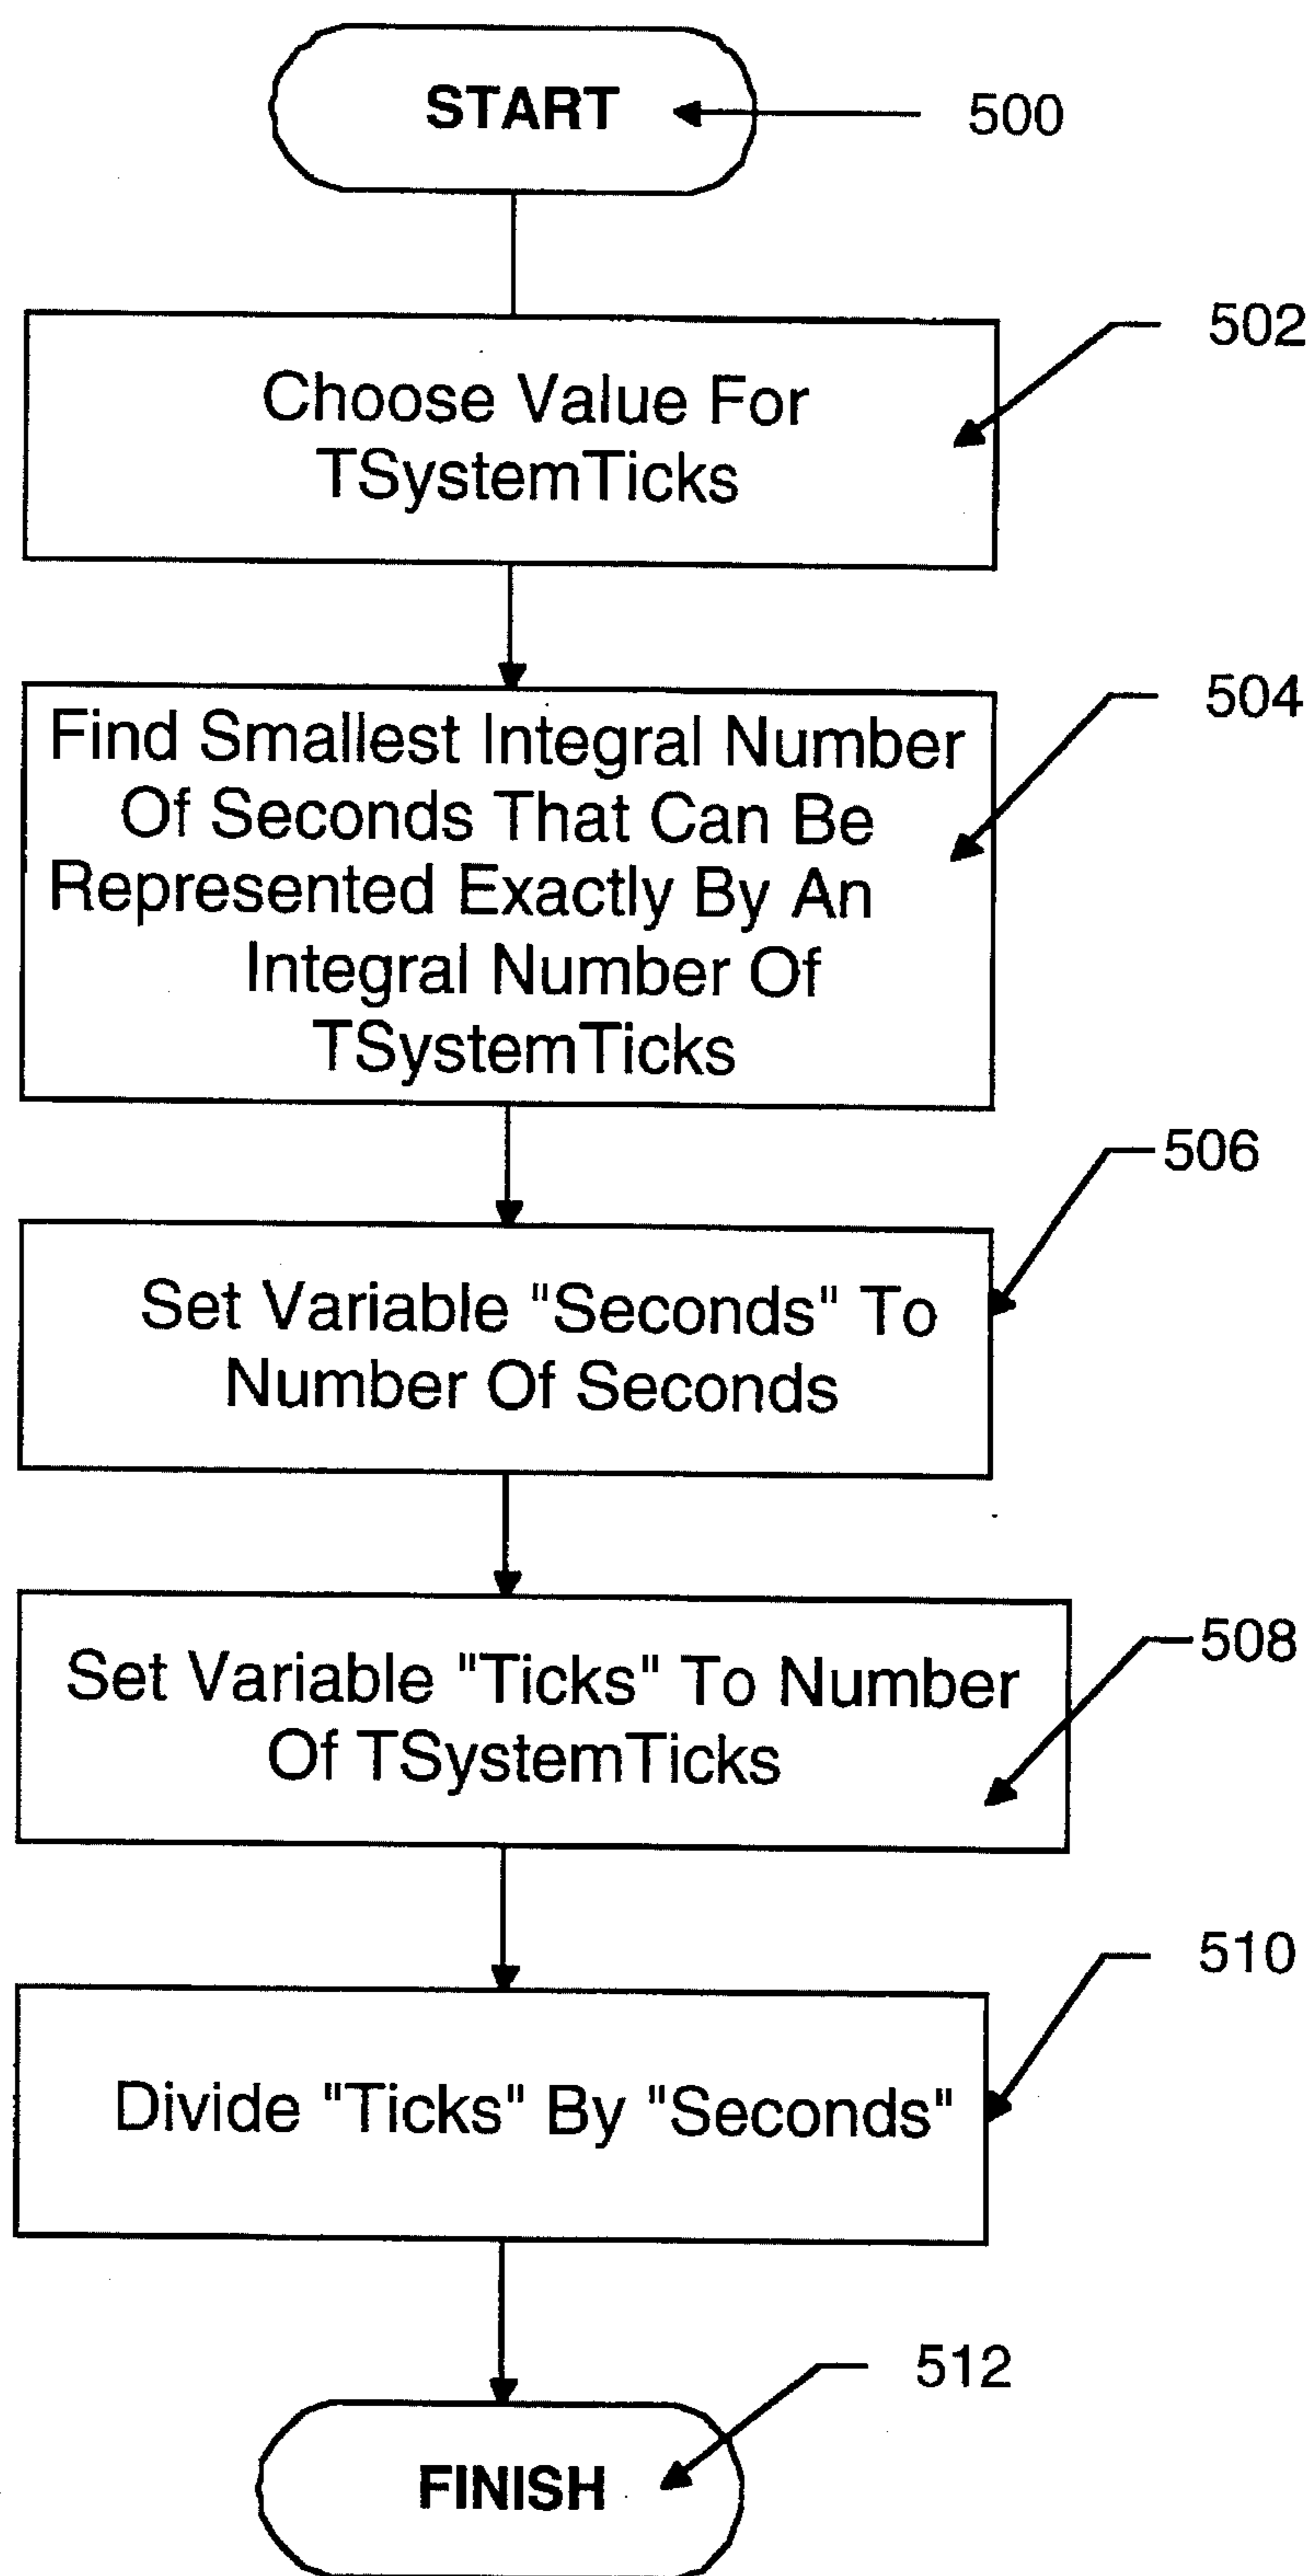 START
500
502
Choose Value For
TSystemTicks
504
Find Smallest Integral Number
Of Seconds That Can Be
Represented Exactly By An
Integral Number Of
TSystemTicks
506
Set Variable "Seconds" To
Number Of Seconds
508
Set Variable "Ticks" To Number
Of TSystemTicks
510
Divide "Ticks" By "Seconds"
512
FINISH